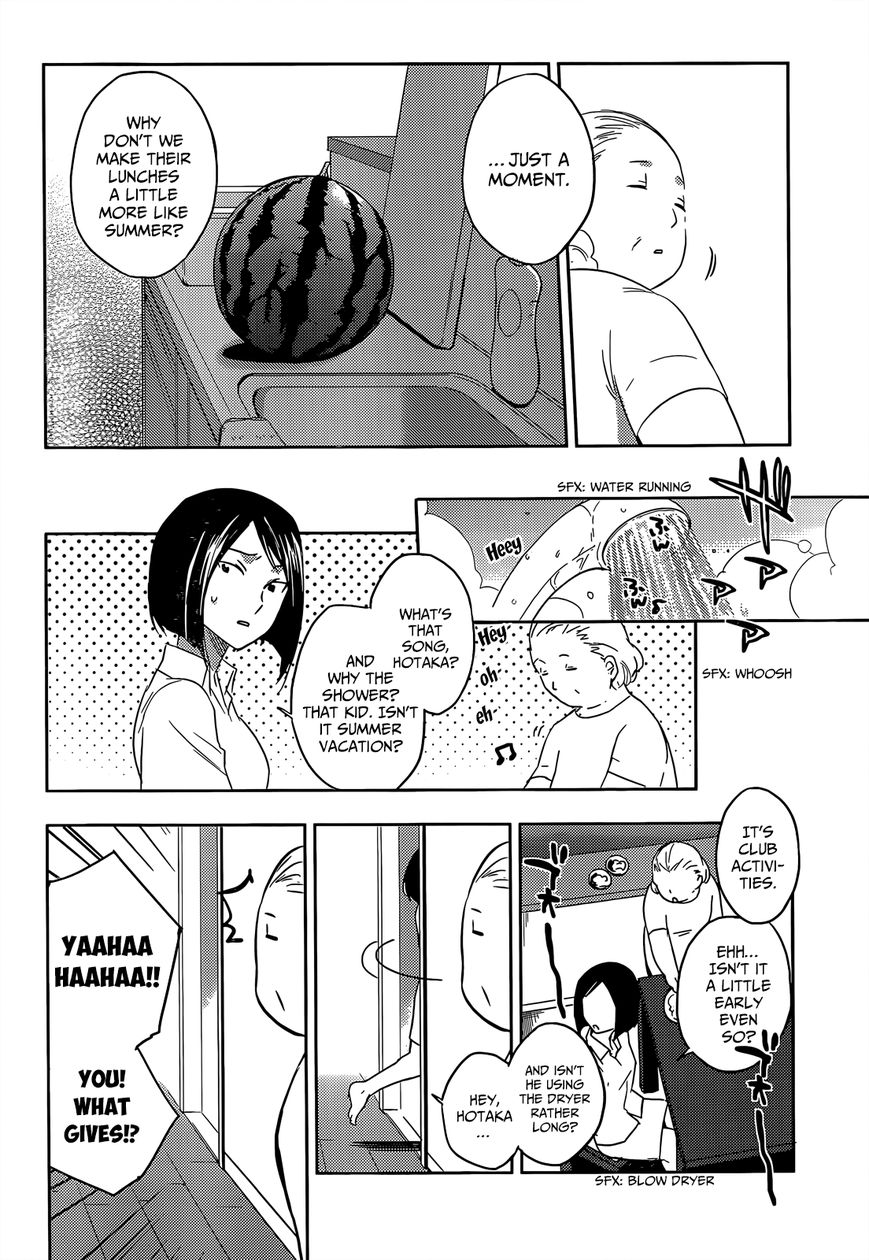 ...JUST A
MOMENT.
WHY
DON'T WE
MAKE THEIR
LUNCHES
A LITTLE
MORE LIKE
SUMMER?
SFX: WATER RUNNING
Heey
SFX: WHOOSH
Hey-
oh-
eh-
WHAT'S
THAT
SONG,
HOTAKA?
AND
WHY THE
SHOWER?
THAT KID. ISN'T
IT SUMMER
VACATION?
IT'S
CLUB
ACTIVI-
TIES.
EHH...
ISN'T IT
A LITTLE
EARLY
EVEN
SO?
AND ISN'T
HE USING
THE DRYER
RATHER
LONG?
HEY,
HOTAKA
...
SFX: BLOW DRYER
YAAHAA
HAAHAA!!
YOU!
WHAT
GIVES!?